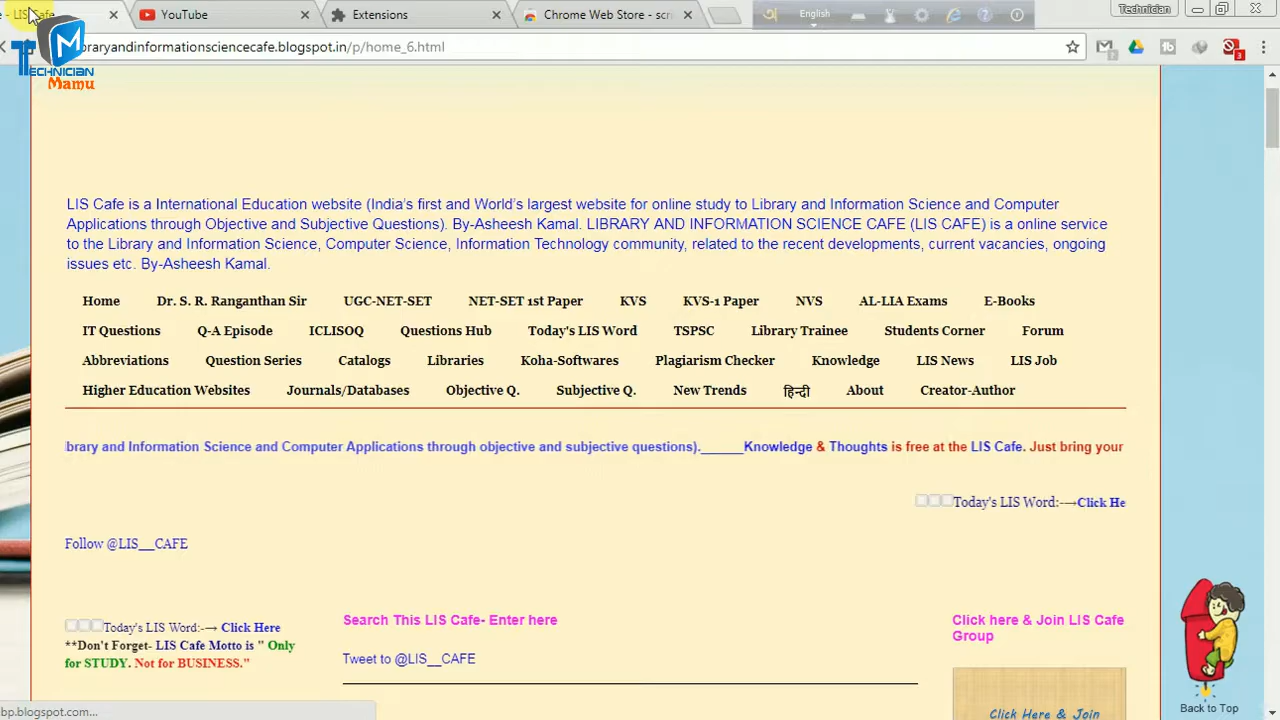 LIS Cafe
YouTube
Extensions
Chrome Web Store - scr
English
Technician
braryandinformationsciencecafe.blogspot.in/p/home_6.html
3
TECHNICIAN
Mamu
LIS Cafe is a International Education website (India's first and World's largest website for online study to Library and Information Science and Computer
Applications through Objective and Subjective Questions). By-Asheesh Kamal. LIBRARY AND INFORMATION SCIENCE CAFE (LIS CAFE) is a online service
to the Library and Information Science, Computer Science, Information Technology community, related to the recent developments, current vacancies, ongoing
issues etc. By-Asheesh Kamal.
Home Dr. S. R. Ranganthan Sir UGC-NET-SET NET-SET 1st Paper KVS KVS-1 Paper NVS AL-LIA Exams E-Books
IT Questions Q-A Episode ICLISOQ Questions Hub Today's LIS Word TSPSC Library Trainee Students Corner Forum
Abbreviations Question Series Catalogs Libraries Koha-Softwares Plagiarism Checker Knowledge LIS News LIS Job
Higher Education Websites Journals/Databases Objective Q. Subjective Q. New Trends हिन्दी About Creator-Author
ibrary and Information Science and Computer Applications through objective and subjective questions).______Knowledge & Thoughts is free at the LIS Cafe. Just bring your
Today's LIS Word:-→Click He
Follow @LIS__CAFE
Today's LIS Word:-→ Click Here
**Don't Forget- LIS Cafe Motto is " Only
for STUDY. Not for BUSINESS."
Search This LIS Cafe- Enter here
Tweet to @LIS__CAFE
Click here & Join LIS Cafe
Group
Click Here & Join
Back to Top
bp.blogspot.com...